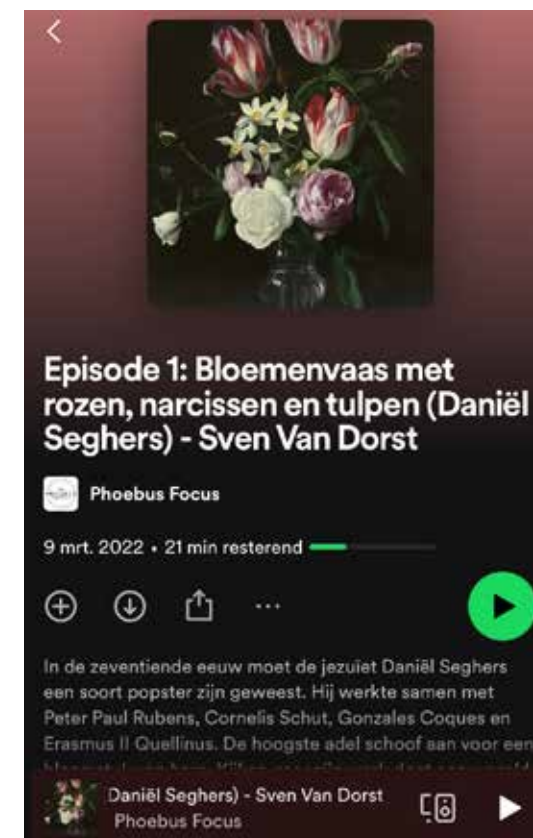 Episode 1: Bloemenvaas met
rozen, narcissen en tulpen (Daniël
Seghers) - Sven Van Dorst
Phoebus Focus
9 mrt. 2022 • 21 min resterend
In de zeventiende eeuw moet de jezuïet Daniël Seghers
een soort popster zijn geweest. Hij werkte samen met
Peter Paul Rubens, Cornelis Schut, Gonzales Coques en
Erasmus II Quellinus. De hoogste adel schoof aan voor een
Daniël Seghers) - Sven Van Dorst
Phoebus Focus